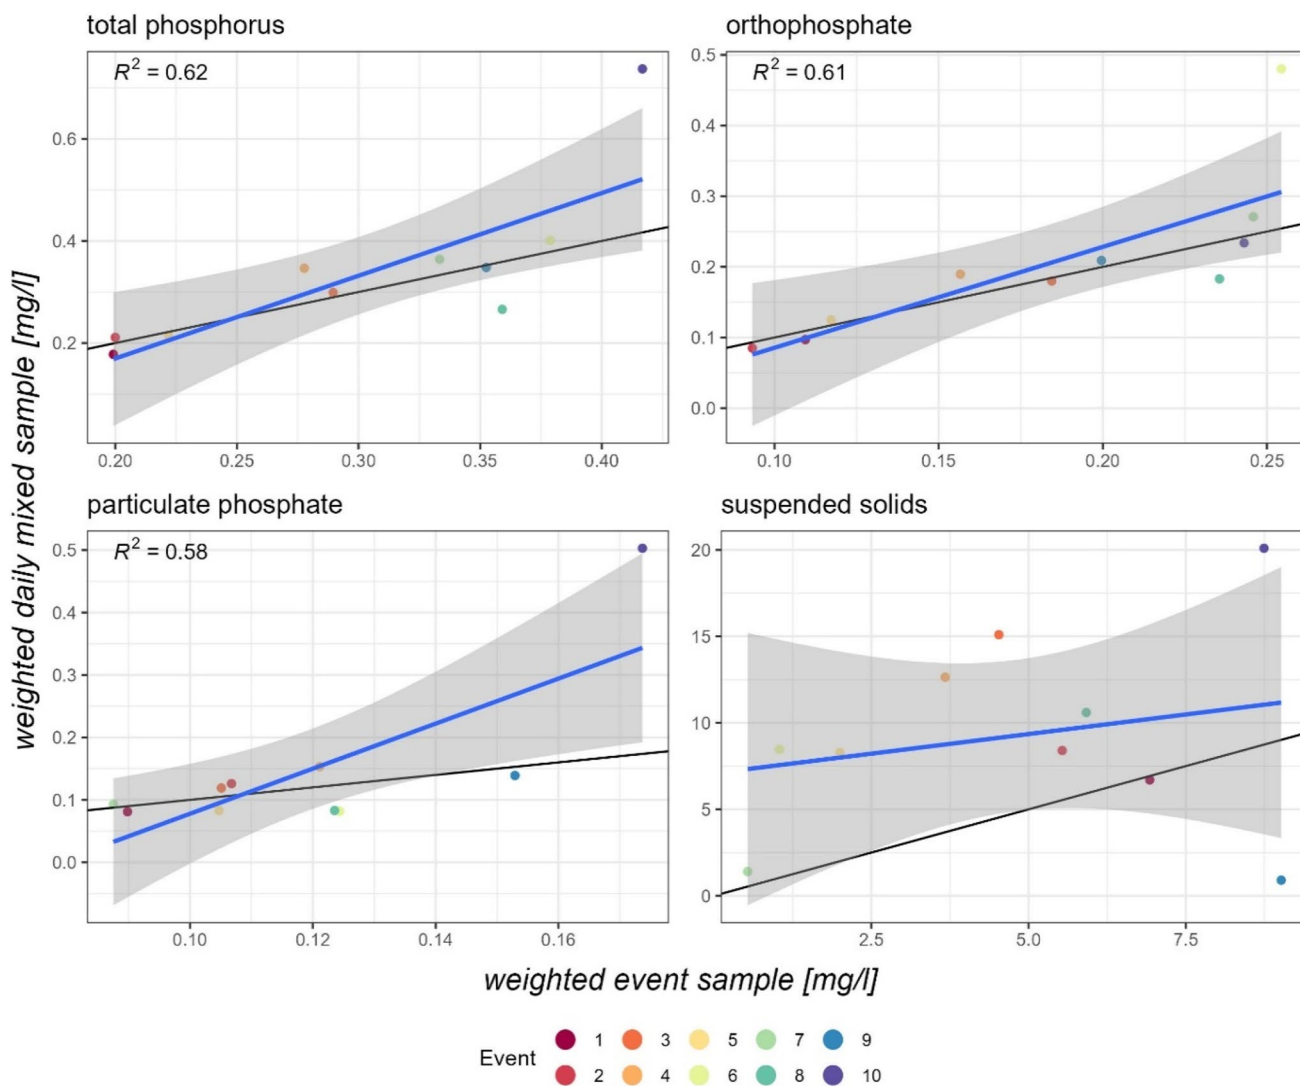 total phosphorus
orthophosphate
R² = 0.62
R² = 0.61
0.6
0.4
0.2
0.5
0.4
0.3
0.2
0.1
0.0
0.20 0.25 0.30 0.35 0.40
0.10 0.15 0.20 0.25
particulate phosphate
suspended solids
R² = 0.58
0.5
0.4
0.3
0.2
0.1
0.0
20
15
10
5
0
0.10 0.12 0.14 0.16
2.5 5.0 7.5
weighted daily mixed sample [mg/l]
weighted event sample [mg/l]
Event
1 3 5 7 9
2 4 6 8 10